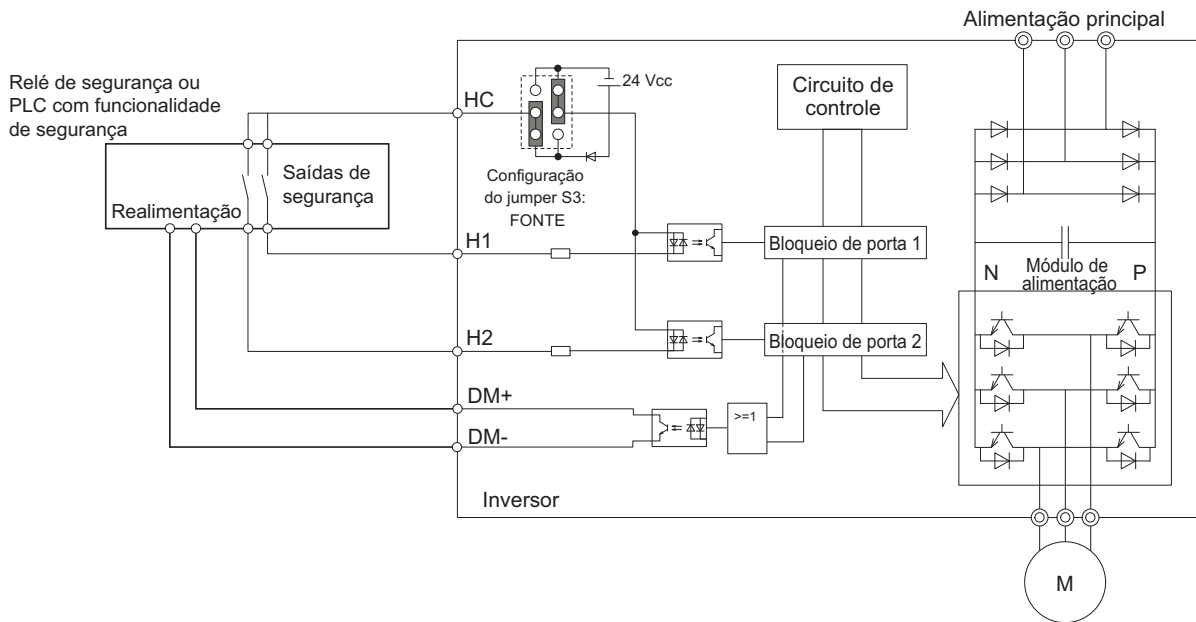 Alimentação principal
Relé de segurança ou
PLC com funcionalidade
de segurança
HC
24 Vcc
Circuito de
controle
Saídas de
segurança
Realimentação
Configuração
do jumper S3:
FONTE
H1
Bloqueio de porta 1
N
Módulo de
alimentação
P
H2
Bloqueio de porta 2
DM+
>=1
DM-
Inversor
M